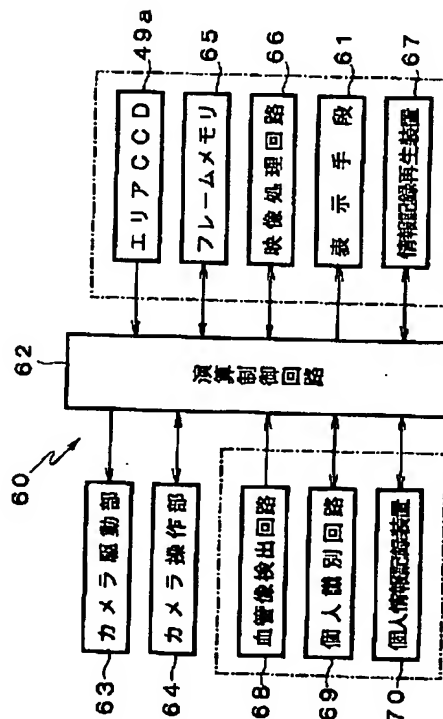 60
62
演算制御回路
63
カメラ駆動部
64
カメラ操作部
68
血管像検出回路
69
個人識別回路
70
個人情報記録装置
エリアCCD
49a
フレームメモリ
65
映像処理回路
66
表示手段
61
情報記録再生装置
67